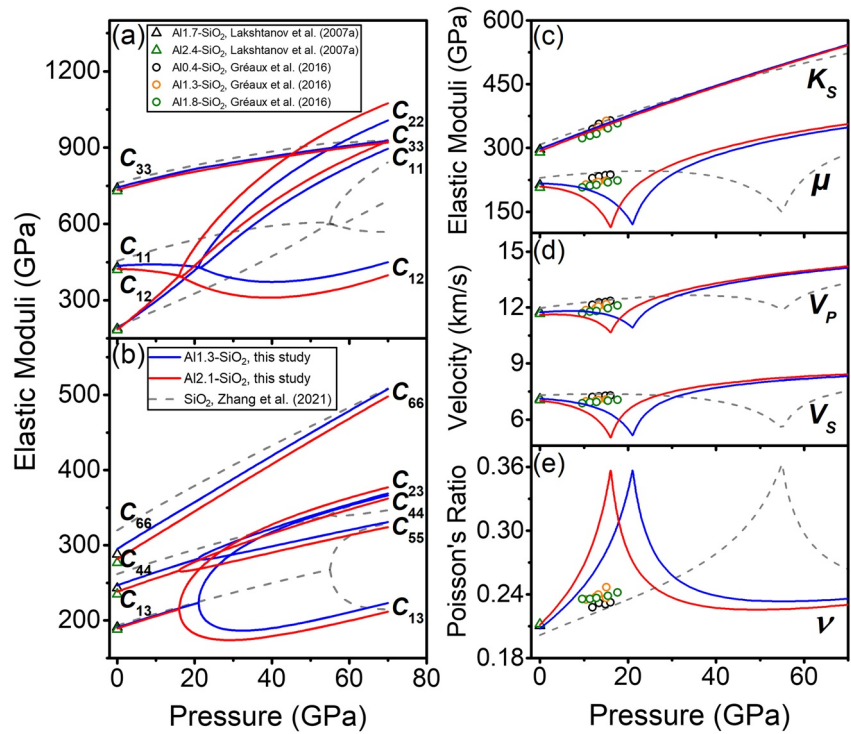 (a)
Al1.7-SiO₂, Lakshtanov et al. (2007a)
Al2.4-SiO₂, Lakshtanov et al. (2007a)
Al0.4-SiO₂, Gréaux et al. (2016)
Al1.3-SiO₂, Gréaux et al. (2016)
Al1.8-SiO₂, Gréaux et al. (2016)
1200
900
600
300
C₃₃
C₁₁
C₁₂
C₂₂
C₃₃
C₁₁
C₁₂
Elastic Moduli (GPa)
(b)
Al1.3-SiO₂, this study
Al2.1-SiO₂, this study
SiO₂, Zhang et al. (2021)
500
400
300
200
C₆₆
C₄₄
C₁₃
C₆₆
C₂₃
C₄₄
C₅₅
C₁₃
0 20 40 60 80
Pressure (GPa)
(c)
600
450
300
150
Elastic Moduli (GPa)
K_S
μ
(d)
15
12
9
6
Velocity (km/s)
V_P
V_S
(e)
0.36
0.30
0.24
0.18
Poisson's Ratio
ν
0 20 40 60
Pressure (GPa)